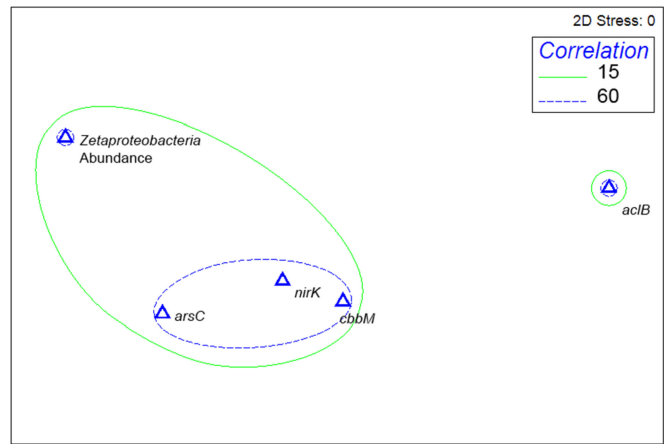 2D Stress: 0
Correlation
15
60
Zetaproteobacteria
Abundance
aclB
nirK
arsC
cbbM